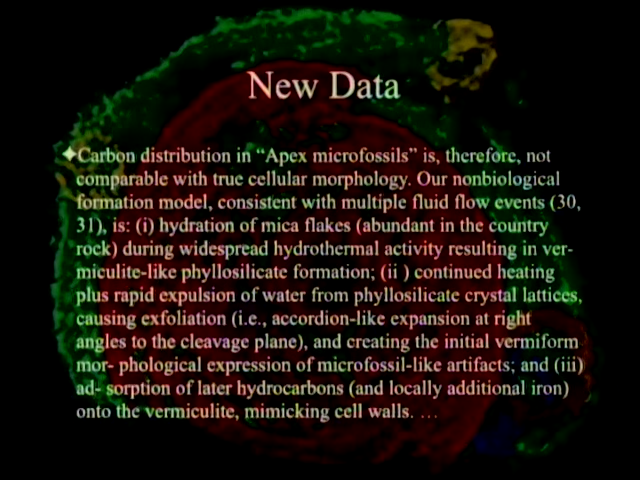 New Data
✦Carbon distribution in “Apex microfossils” is, therefore, not
comparable with true cellular morphology. Our nonbiological
formation model, consistent with multiple fluid flow events (30,
31), is: (i) hydration of mica flakes (abundant in the country
rock) during widespread hydrothermal activity resulting in ver-
miculite-like phyllosilicate formation; (ii ) continued heating
plus rapid expulsion of water from phyllosilicate crystal lattices,
causing exfoliation (i.e., accordion-like expansion at right
angles to the cleavage plane), and creating the initial vermiform
mor- phological expression of microfossil-like artifacts; and (iii)
ad- sorption of later hydrocarbons (and locally additional iron)
onto the vermiculite, mimicking cell walls. …